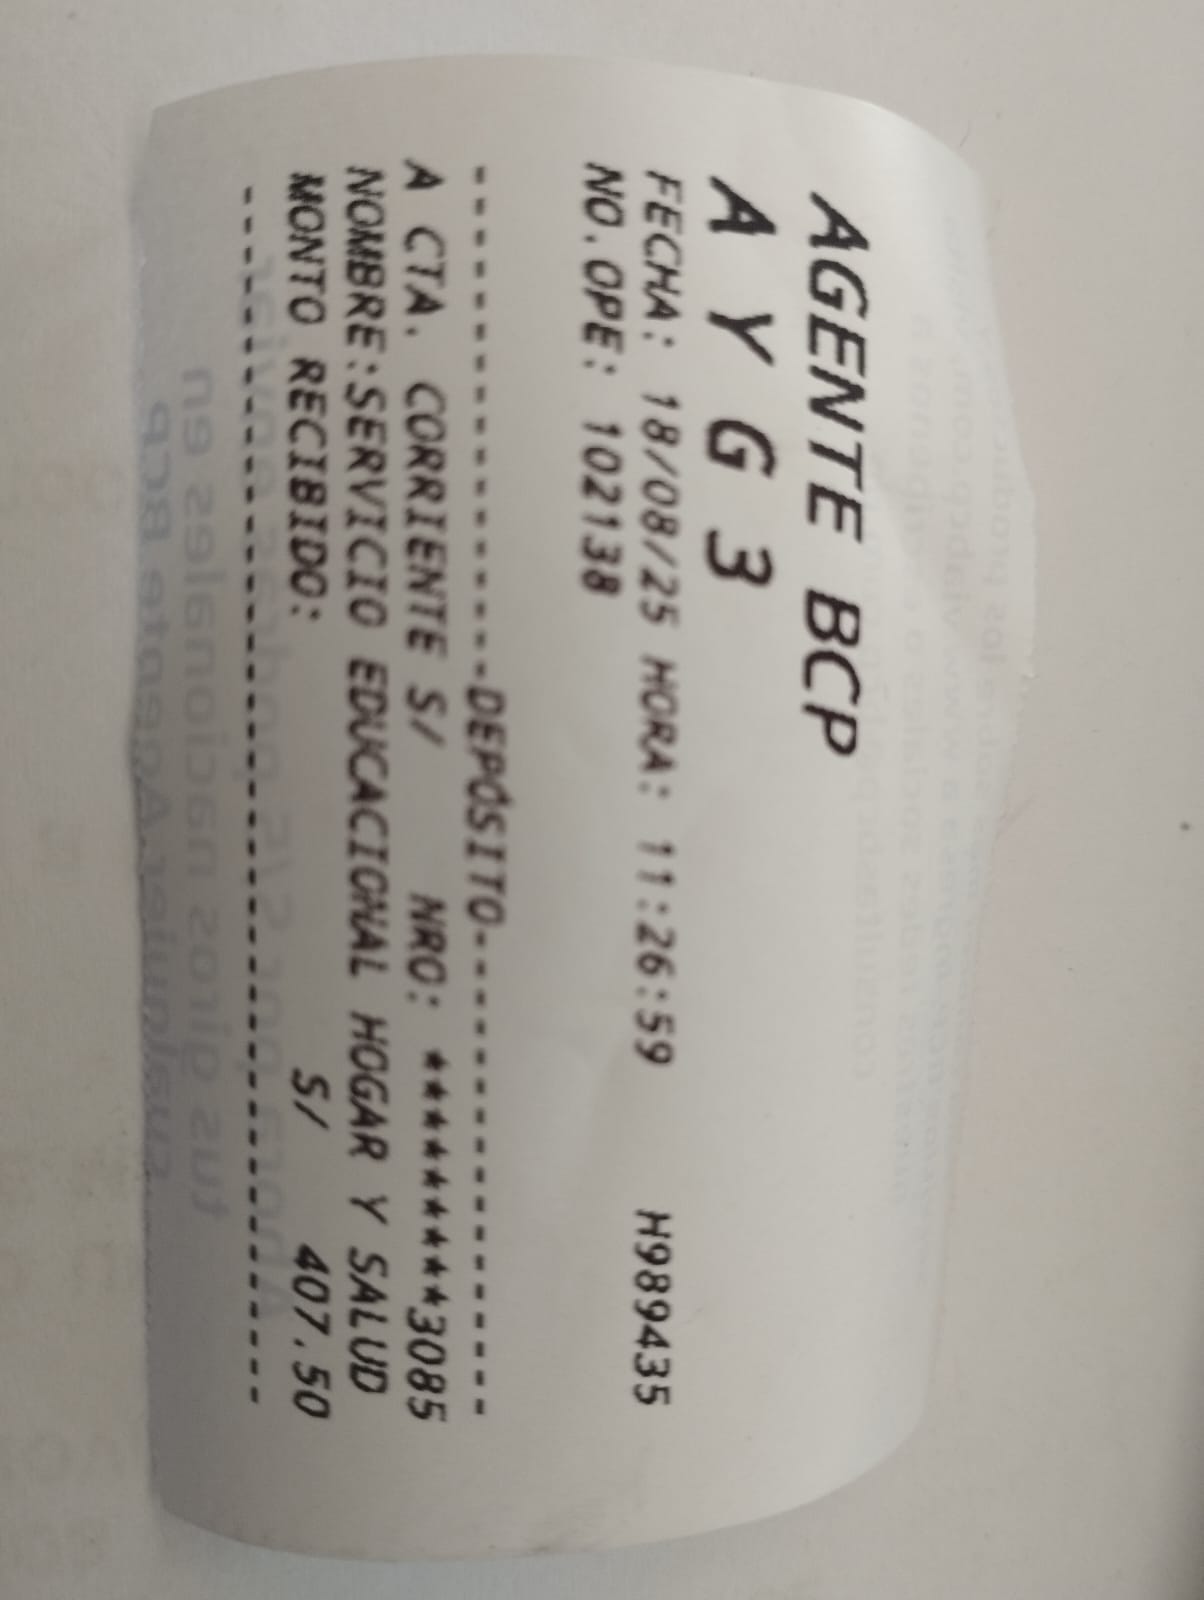 AGENTE BCP
A Y G 3
FECHA: 18/08/25 HORA: 11:26:59 H989435
NO.OPE: 102138
--------------------DEPÓSITO--------------------
A CTA. CORRIENTE S/ NRO: **********3085
NOMBRE:SERVICIO EDUCACIONAL HOGAR Y SALUD
MONTO RECIBIDO: S/ 407.50
------------------------------------------------